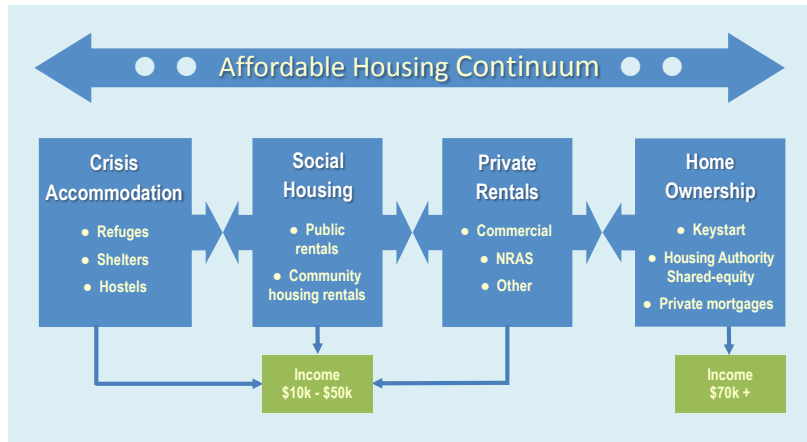 Affordable Housing Continuum
Crisis
Accommodation
● Refuges
● Shelters
● Hostels
Social
Housing
● Public
rentals
● Community
housing rentals
Private
Rentals
● Commercial
● NRAS
● Other
Home
Ownership
● Keystart
● Housing Authority
Shared-equity
● Private mortgages
Income
$10k - $50k
Income
$70k +